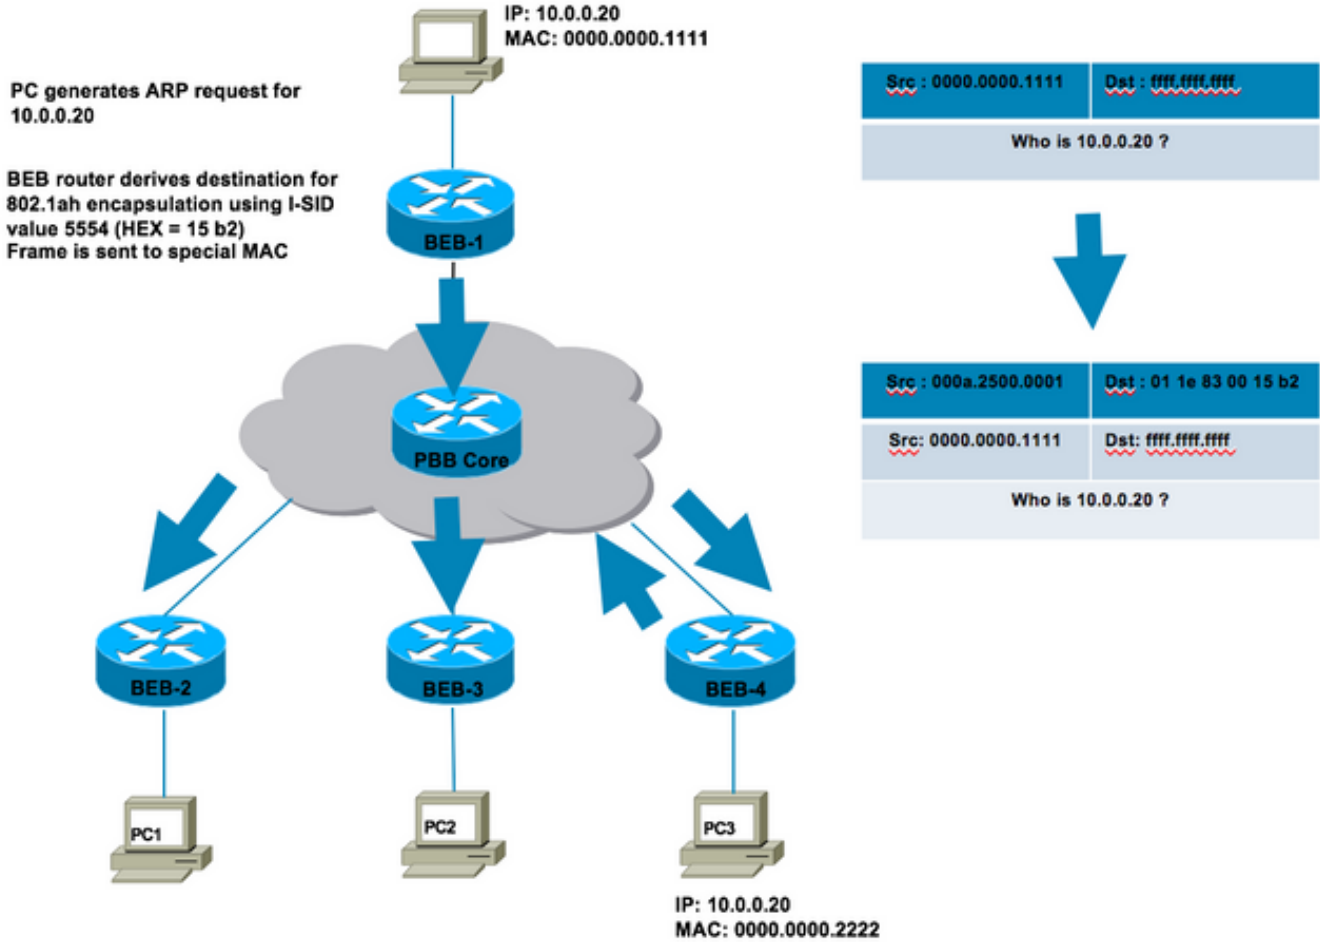 IP: 10.0.0.20
MAC: 0000.0000.1111
PC generates ARP request for
10.0.0.20
BEB router derives destination for
802.1ah encapsulation using I-SID
value 5554 (HEX = 15 b2)
Frame is sent to special MAC
BEB-1
PBB Core
BEB-2
BEB-3
BEB-4
PC1
PC2
PC3
IP: 10.0.0.20
MAC: 0000.0000.2222
Src : 0000.0000.1111
Dst : ffff.ffff.ffff
Who is 10.0.0.20 ?
Src : 000a.2500.0001
Dst : 01 1e 83 00 15 b2
Src: 0000.0000.1111
Dst: ffff.ffff.ffff
Who is 10.0.0.20 ?